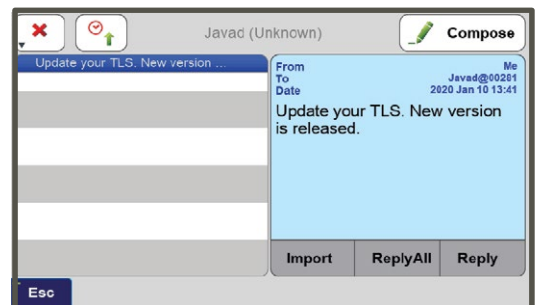 Javad (Unknown)
Compose
Update your TLS. New version ...
From Me
To Javad@00281
Date 2020 Jan 10 13:41
Update your TLS. New version
is released.
Import ReplyAll Reply
Esc